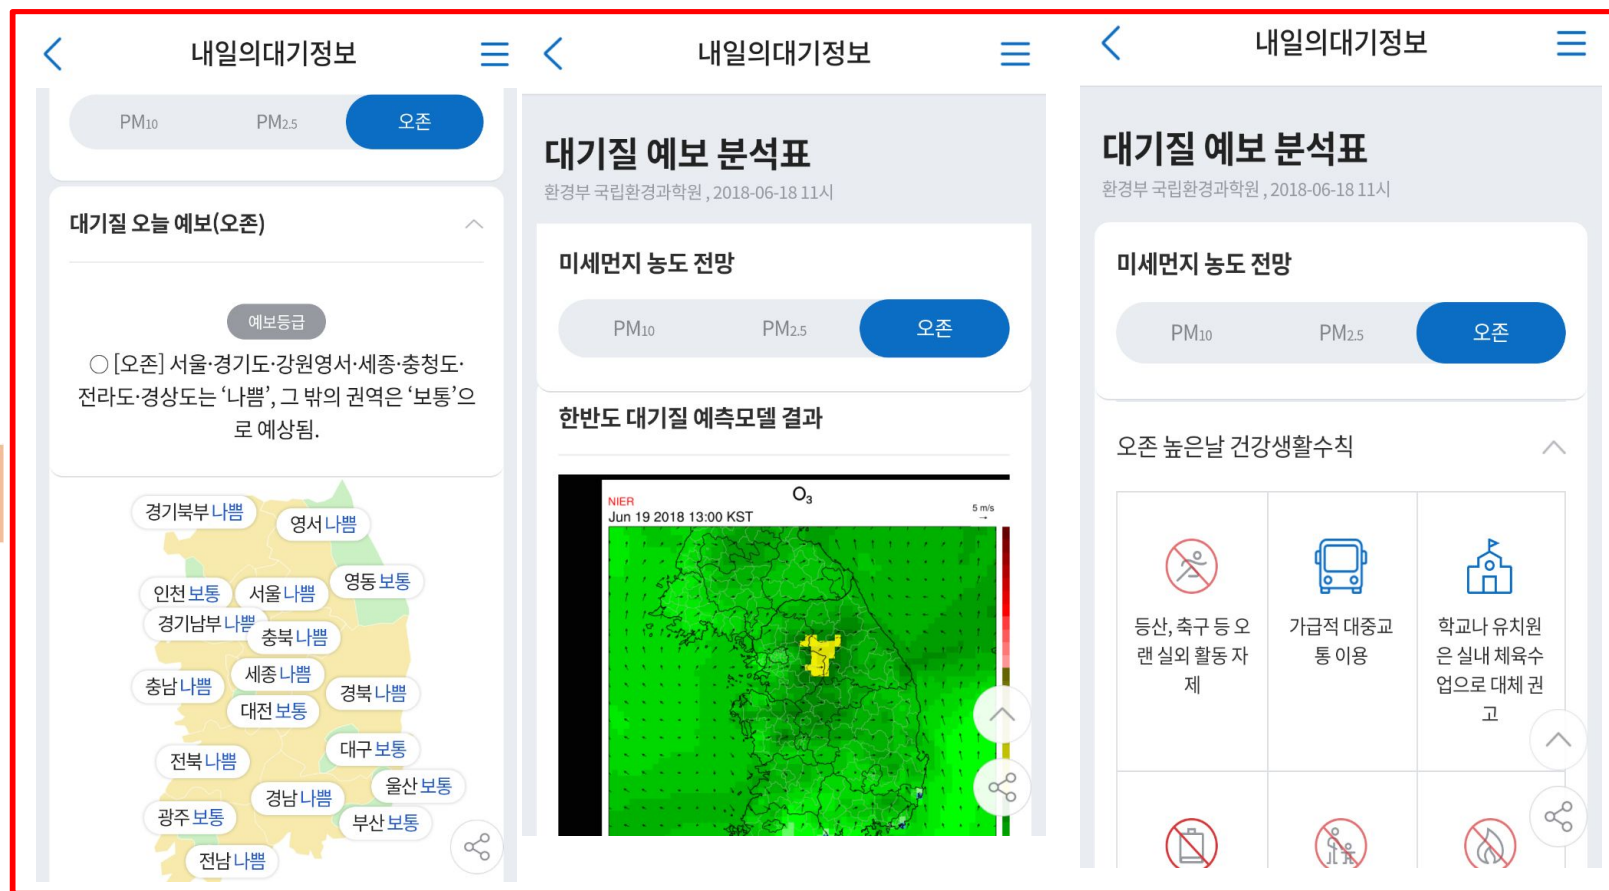 내일의대기정보
PM10 PM2.5 오존
대기질 오늘 예보(오존)
예보등급
○ [오존] 서울·경기도·강원영서·세종·충청도·
전라도·경상도는 ‘나쁨’, 그 밖의 권역은 ‘보통’으
로 예상됨.
경기북부 나쁨
영서 나쁨
영동 보통
인천 보통
서울 나쁨
경기남부 나쁨
충북 나쁨
세종 나쁨
충남 나쁨
경북 나쁨
대전 보통
대구 보통
전북 나쁨
울산 보통
경남 나쁨
광주 보통
부산 보통
전남 나쁨
내일의대기정보
대기질 예보 분석표
환경부 국립환경과학원 , 2018-06-18 11시
미세먼지 농도 전망
PM10 PM2.5 오존
한반도 대기질 예측모델 결과
NIER
O3
Jun 19 2018 13:00 KST
5 m/s
내일의대기정보
대기질 예보 분석표
환경부 국립환경과학원 , 2018-06-18 11시
미세먼지 농도 전망
PM10 PM2.5 오존
오존 높은날 건강생활수칙
등산, 축구 등 오
랜 실외 활동 자
제
가급적 대중교
통 이용
학교나 유치원
은 실내 체육수
업으로 대체 권
고